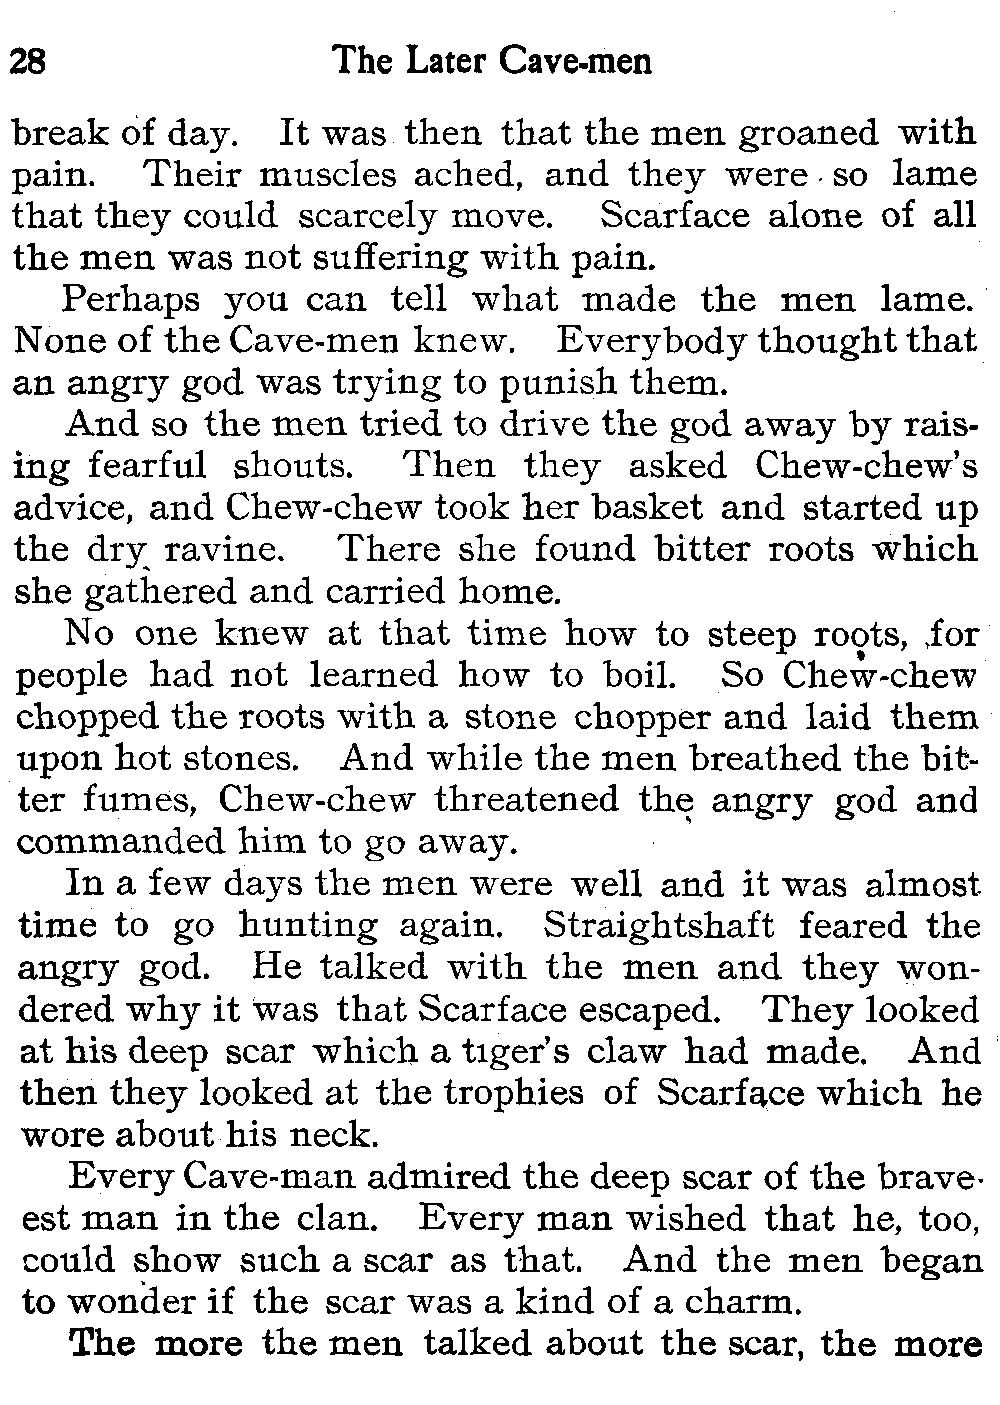 28 The Later Cave-men
break of day. It was then that the men groaned with
pain. Their muscles ached, and they were so lame
that they could scarcely move. Scarface alone of all
the men was not suffering with pain.
Perhaps you can tell what made the men lame.
None of the Cave-men knew. Everybody thought that
an angry god was trying to punish them.
And so the men tried to drive the god away by rais-
ing fearful shouts. Then they asked Chew-chew's
advice, and Chew-chew took her basket and started up
the dry ravine. There she found bitter roots which
she gathered and carried home.
No one knew at that time how to steep roots, for
people had not learned how to boil. So Chew-chew
chopped the roots with a stone chopper and laid them
upon hot stones. And while the men breathed the bit-
ter fumes, Chew-chew threatened the angry god and
commanded him to go away.
In a few days the men were well and it was almost
time to go hunting again. Straightshaft feared the
angry god. He talked with the men and they won-
dered why it was that Scarface escaped. They looked
at his deep scar which a tiger's claw had made. And
then they looked at the trophies of Scarface which he
wore about his neck.
Every Cave-man admired the deep scar of the brave-
est man in the clan. Every man wished that he, too,
could show such a scar as that. And the men began
to wonder if the scar was a kind of a charm.
The more the men talked about the scar, the more